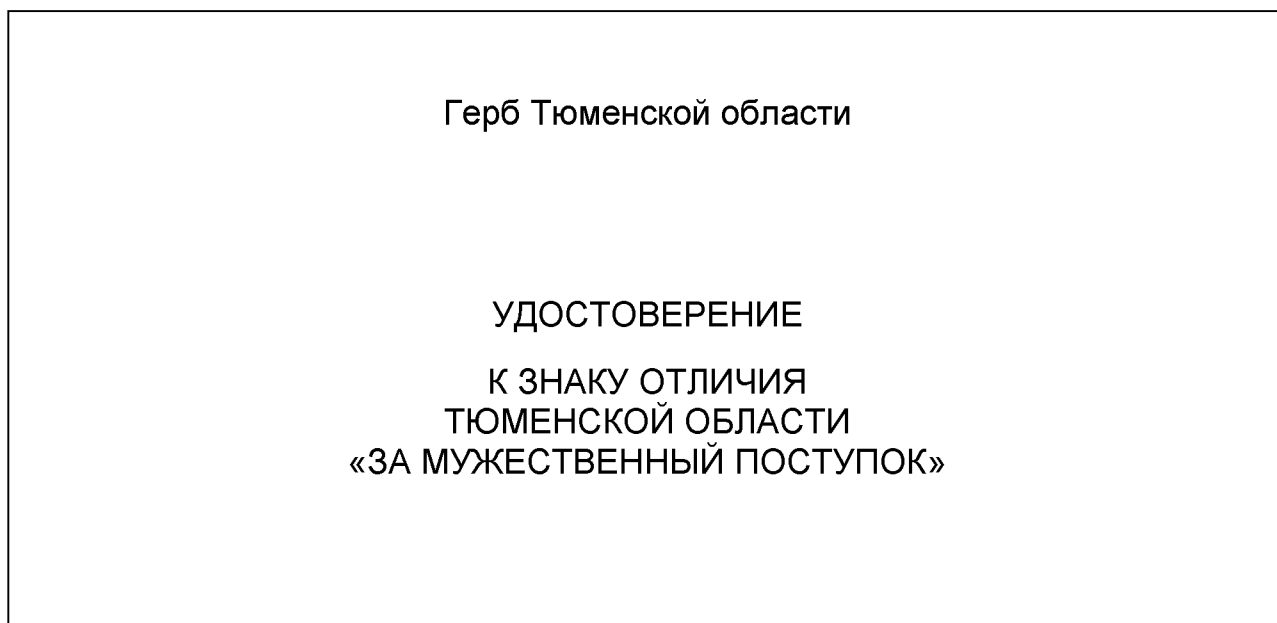 Герб Тюменской области
УДОСТОВЕРЕНИЕ
К ЗНАКУ ОТЛИЧИЯ
ТЮМЕНСКОЙ ОБЛАСТИ
«ЗА МУЖЕСТВЕННЫЙ ПОСТУПОК»